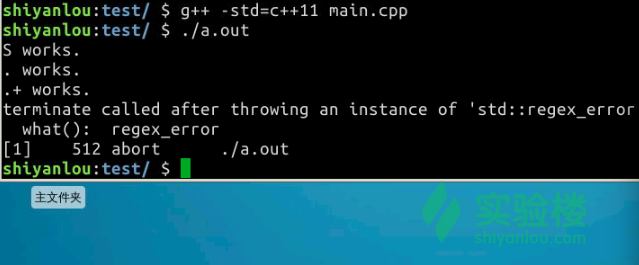 shiyanlou:test/ $ g++ -std=c++11 main.cpp
shiyanlou:test/ $ ./a.out
S works.
. works.
.+ works.
terminate called after throwing an instance of 'std::regex_error
  what():  regex_error
[1]    512 abort      ./a.out
shiyanlou:test/ $
主文件夹
实验楼
shiyanlou.com